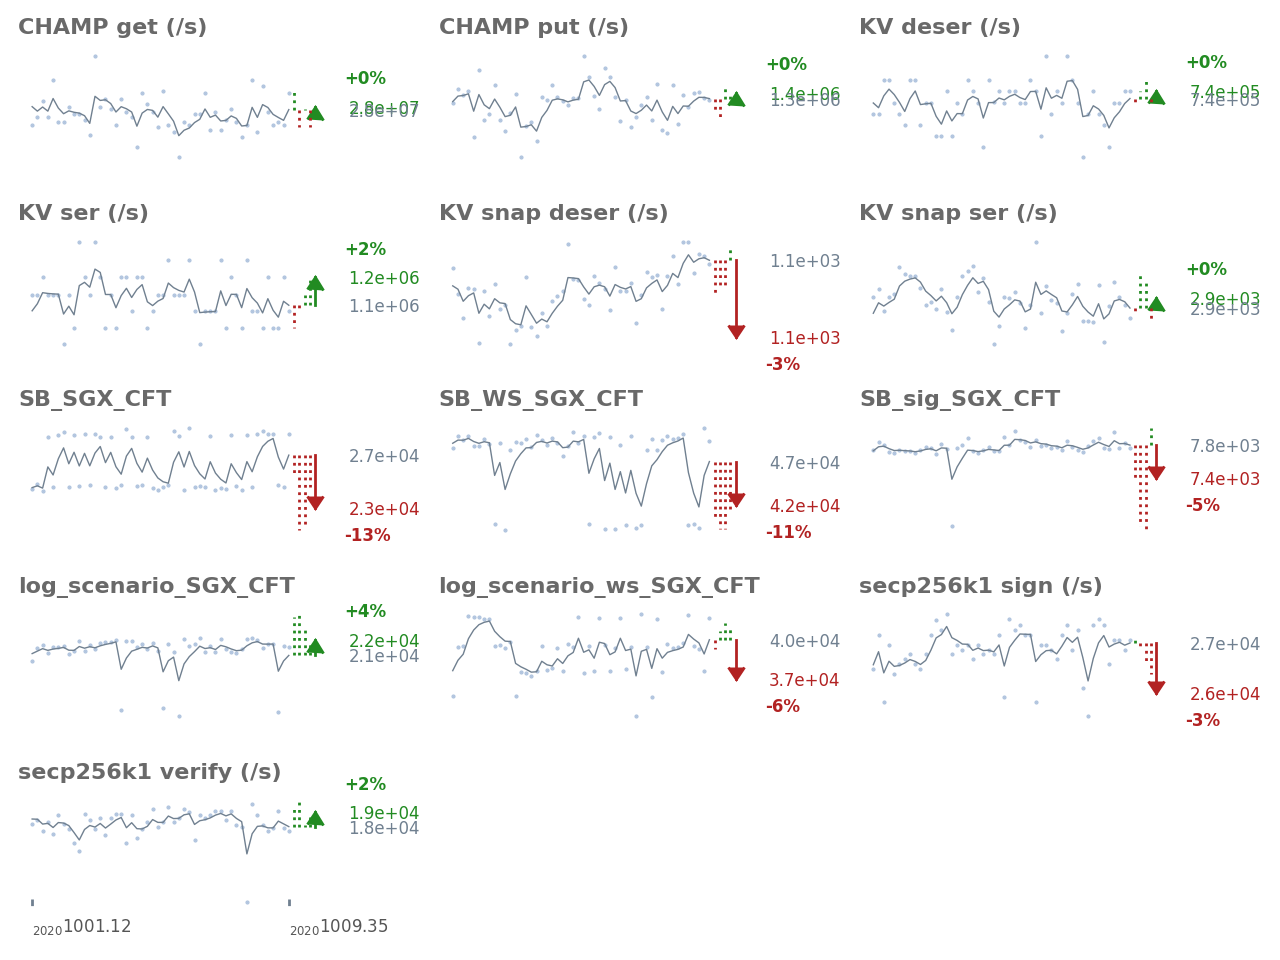 CHAMP get (/s)
+0%
2.8e+07
CHAMP put (/s)
+0%
1.4e+06
1.3e+06
KV deser (/s)
+0%
7.4e+05
7.4e+05
KV ser (/s)
+2%
1.2e+06
1.1e+06
KV snap deser (/s)
1.1e+03
1.1e+03
-3%
KV snap ser (/s)
+0%
2.9e+03
2.9e+03
SB_SGX_CFT
2.7e+04
2.3e+04
-13%
SB_WS_SGX_CFT
4.7e+04
4.2e+04
-11%
SB_sig_SGX_CFT
7.8e+03
7.4e+03
-5%
log_scenario_SGX_CFT
+4%
2.2e+04
2.1e+04
log_scenario_ws_SGX_CFT
4.0e+04
3.7e+04
-6%
secp256k1 sign (/s)
2.7e+04
2.6e+04
-3%
secp256k1 verify (/s)
+2%
1.9e+04
1.8e+04
2020 1001.12
2020 1009.35